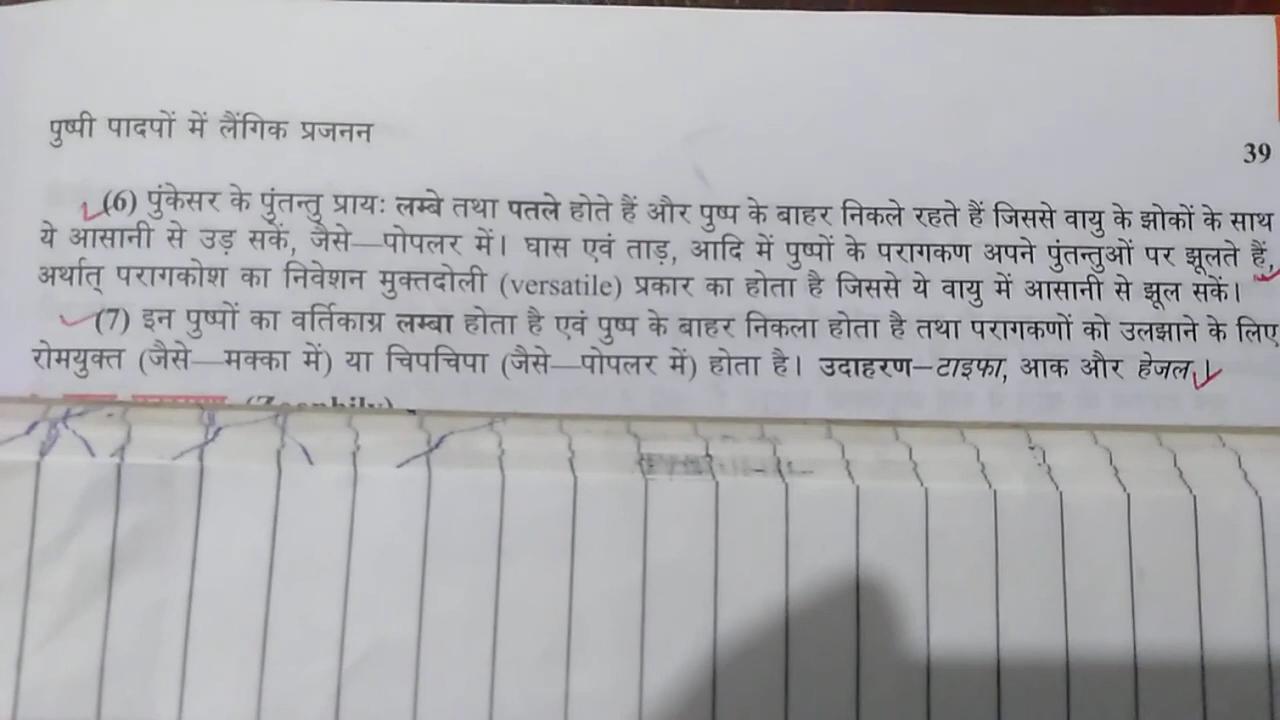 पुष्पी पादपों में लैंगिक प्रजनन
39
(6) पुंकेसर के पुंतन्तु प्रायः लम्बे तथा पतले होते हैं और पुष्प के बाहर निकले रहते हैं जिससे वायु के झोकों के साथ
ये आसानी से उड़ सकें, जैसे—पोपलर में। घास एवं ताड़, आदि में पुष्पों के परागकण अपने पुंतन्तुओं पर झूलते हैं,
अर्थात् परागकोश का निवेशन मुक्तदोली (versatile) प्रकार का होता है जिससे ये वायु में आसानी से झूल सकें।
(7) इन पुष्पों का वर्तिकाग्र लम्बा होता है एवं पुष्प के बाहर निकला होता है तथा परागकणों को उलझाने के लिए
रोमयुक्त (जैसे—मक्का में) या चिपचिपा (जैसे—पोपलर में) होता है। उदाहरण–टाइफा, आक और हेजल।
(Zoophily)